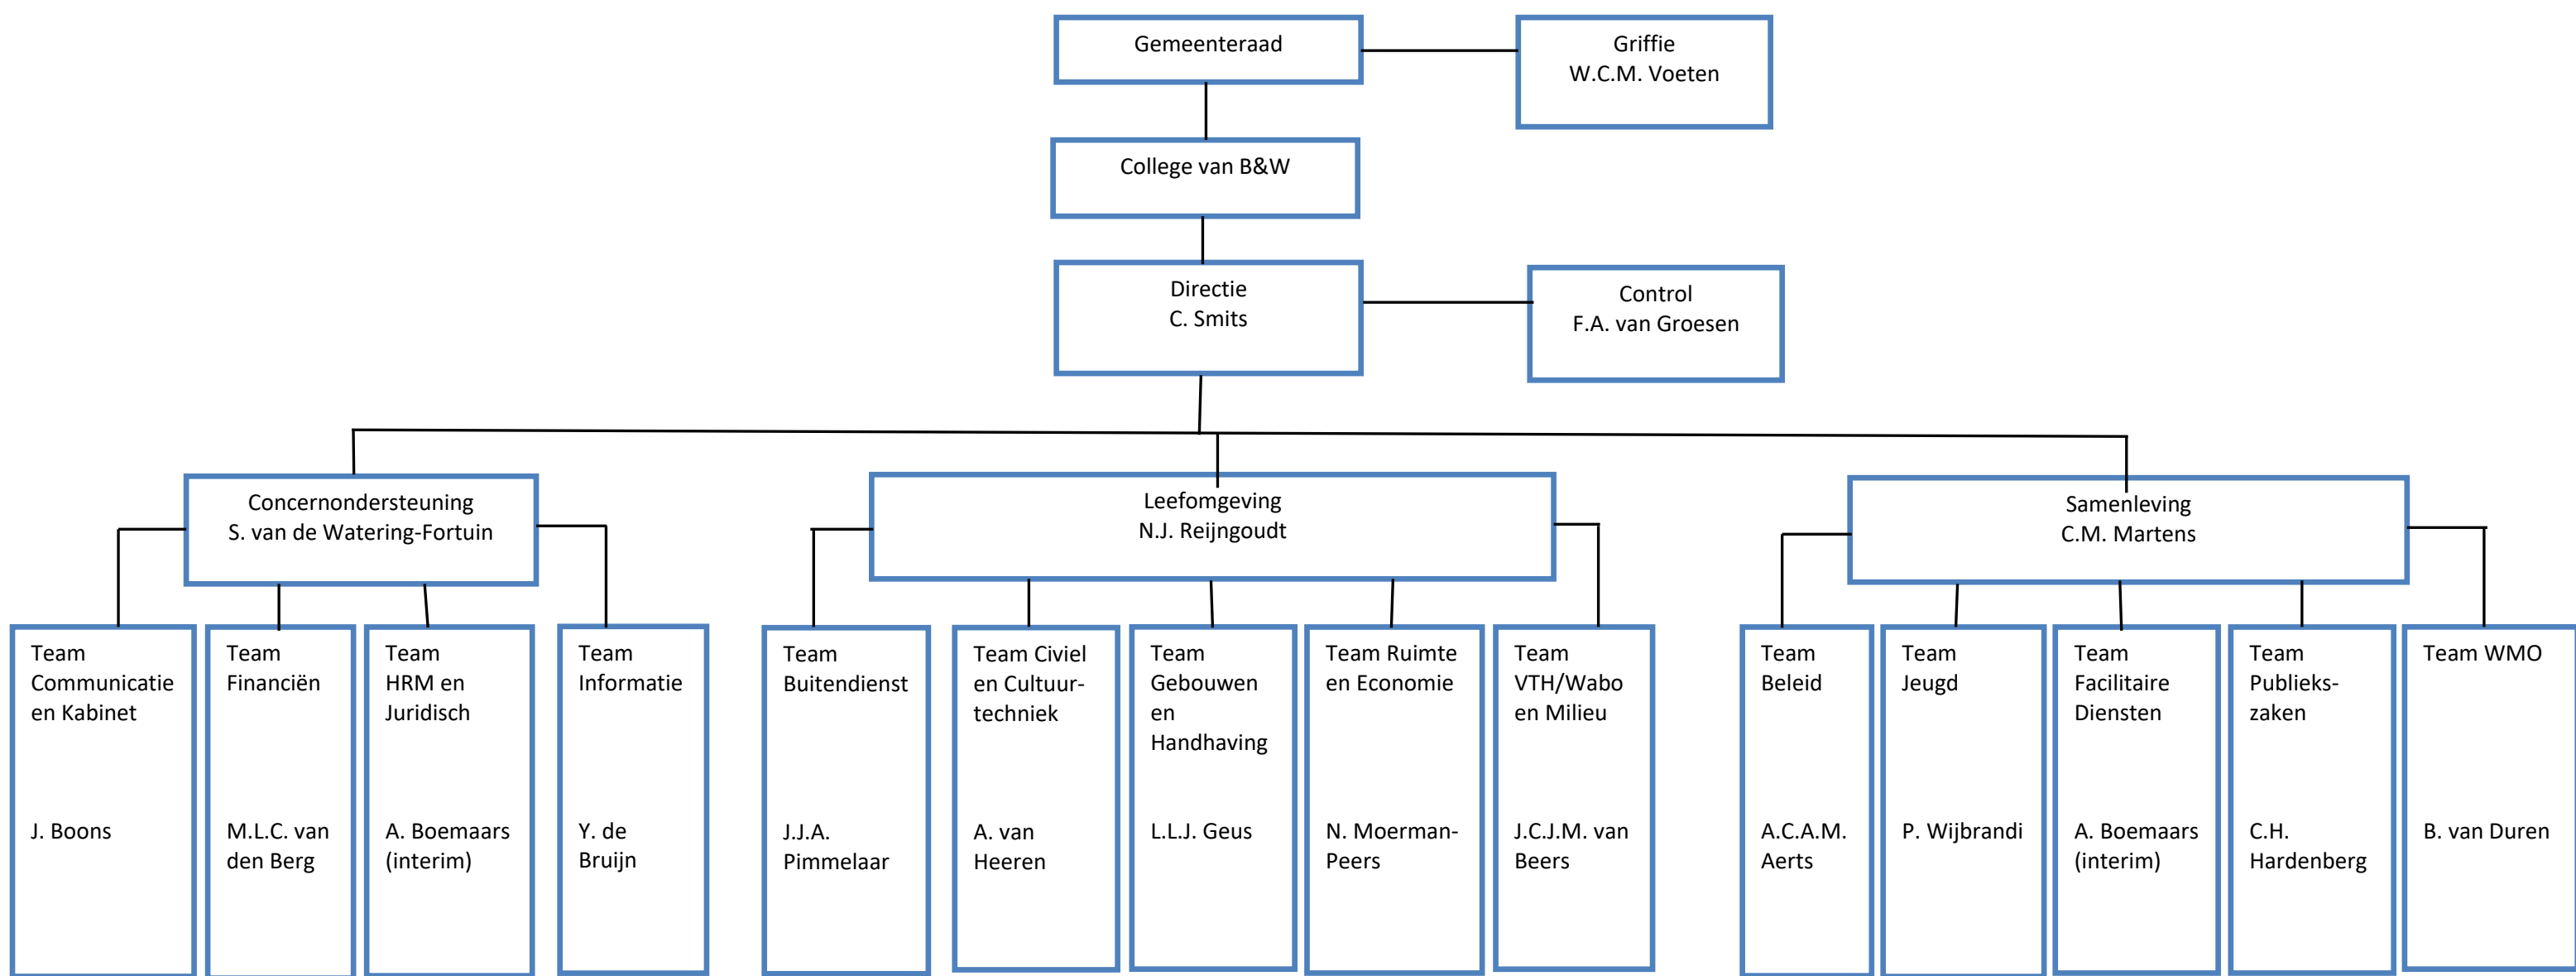 Gemeenteraad
Griffie
W.C.M. Voeten
College van B&W
Directie
C. Smits
Control
F.A. van Groesen
Concernondersteuning
S. van de Watering-Fortuin
Leefomgeving
N.J. Reijngoudt
Samenleving
C.M. Martens
Team
Communicatie
en Kabinet
J. Boons
Team
Financiën
M.L.C. van
den Berg
Team
HRM en
Juridisch
A. Boemaars
(interim)
Team
Informatie
Y. de
Bruijn
Team
Buitendienst
J.J.A.
Pimmelaar
Team Civiel
en Cultuur-
techniek
A. van
Heeren
Team
Gebouwen
en
Handhaving
L.L.J. Geus
Team Ruimte
en Economie
N. Moerman-
Peers
Team
VTH/Wabo
en Milieu
J.C.J.M. van
Beers
Team
Beleid
A.C.A.M.
Aerts
Team
Jeugd
P. Wijbrandi
Team
Facilitaire
Diensten
A. Boemaars
(interim)
Team
Publieks-
zaken
C.H.
Hardenberg
Team WMO
B. van Duren